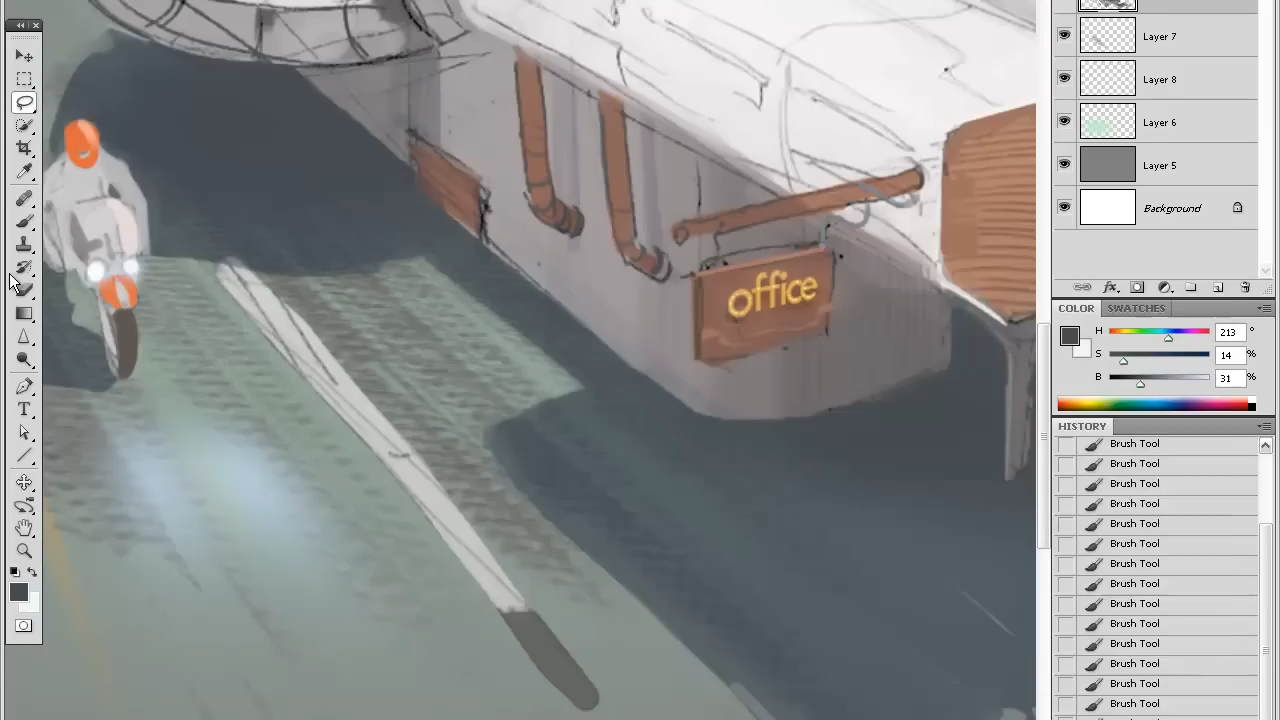 Layer 7
Layer 8
Layer 6
Layer 5
Background
fx.
COLOR
SWATCHES
H
213
°
S
14
%
B
31
%
HISTORY
Brush Tool
Brush Tool
Brush Tool
Brush Tool
Brush Tool
Brush Tool
Brush Tool
Brush Tool
Brush Tool
Brush Tool
Brush Tool
Brush Tool
Brush Tool
Brush Tool
T
office